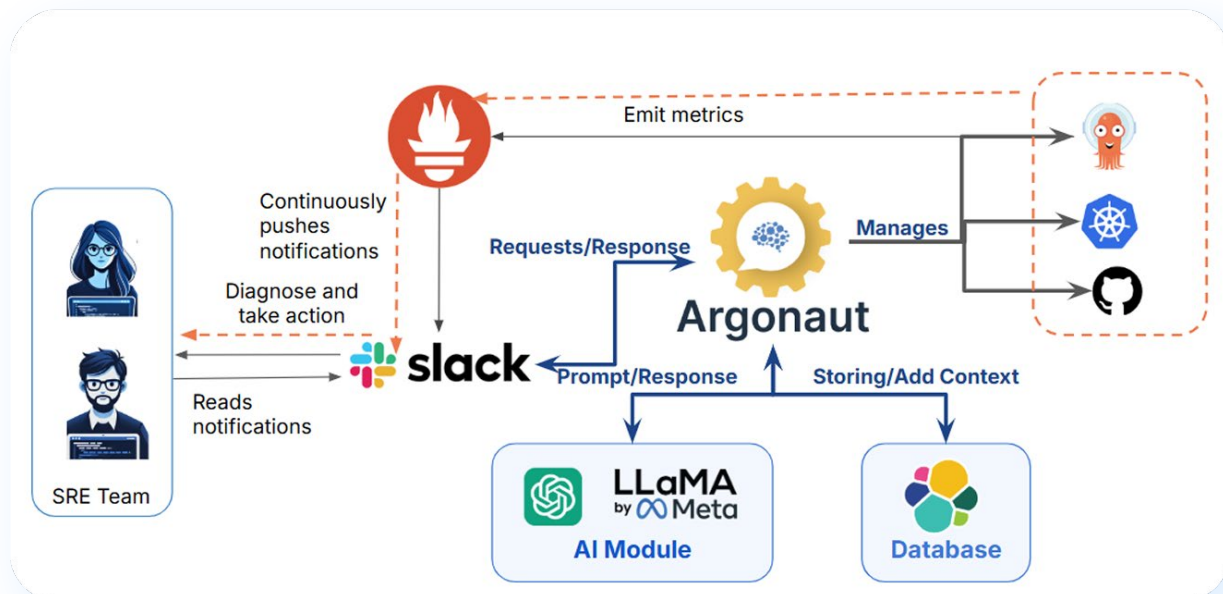 Emit metrics
Continuously
pushes
notifications
Requests/Response
Manages
Diagnose and
take action
Argonaut
slack
Prompt/Response
Storing/Add Context
Reads
notifications
SRE Team
LLaMA
by Meta
AI Module
Database